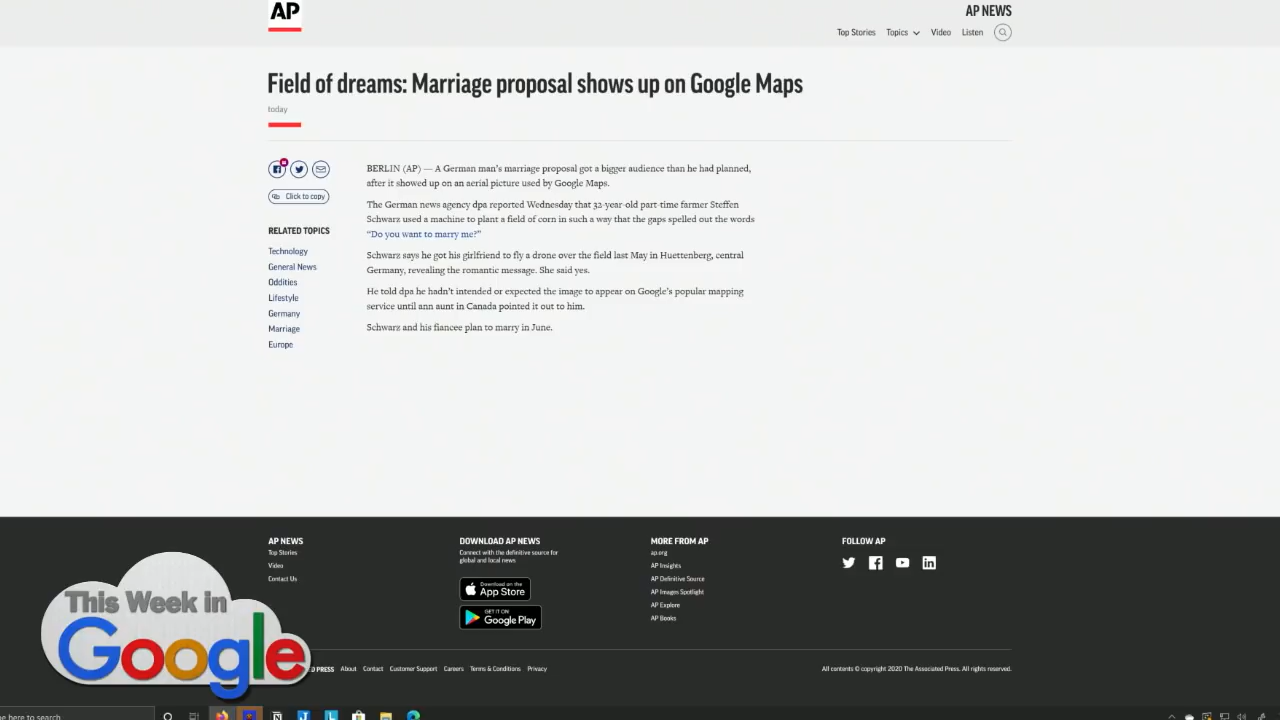 AP
AP NEWS
Top Stories Topics Video Listen
Field of dreams: Marriage proposal shows up on Google Maps
today
BERLIN (AP) — A German man's marriage proposal got a bigger audience than he had planned,
after it showed up on an aerial picture used by Google Maps.
Click to copy
The German news agency dpa reported Wednesday that 32-year-old part-time farmer Steffen
Schwarz used a machine to plant a field of corn in such a way that the gaps spelled out the words
“Do you want to marry me?”
RELATED TOPICS
Technology
General News
Oddities
Lifestyle
Germany
Marriage
Europe
Schwarz says he got his girlfriend to fly a drone over the field last May in Huettenberg, central
Germany, revealing the romantic message. She said yes.
He told dpa he hadn't intended or expected the image to appear on Google's popular mapping
service until ann aunt in Canada pointed it out to him.
Schwarz and his fiancee plan to marry in June.
AP NEWS
Top Stories
Video
Contact Us
DOWNLOAD AP NEWS
Connect with the definitive source for
global and local news
Download on the
App Store
GET IT ON
Google Play
MORE FROM AP
ap.org
AP Insights
AP Definitive Source
AP Images Spotlight
AP Explore
AP Books
FOLLOW AP
This Week in
Google
PRESS About Contact Customer Support Careers Terms & Conditions Privacy
All contents © copyright 2020 The Associated Press. All rights reserved.
here to search